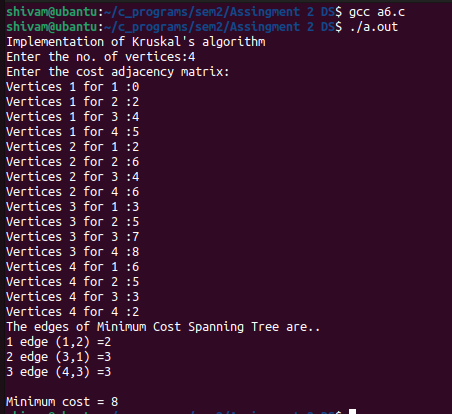 shivam@ubantu:~/c_programs/sem2/Assingment 2 DS$ gcc a6.c
shivam@ubantu:~/c_programs/sem2/Assingment 2 DS$ ./a.out
Implementation of Kruskal's algorithm
Enter the no. of vertices:4
Enter the cost adjacency matrix:
Vertices 1 for 1 :0
Vertices 1 for 2 :2
Vertices 1 for 3 :4
Vertices 1 for 4 :5
Vertices 2 for 1 :2
Vertices 2 for 2 :6
Vertices 2 for 3 :4
Vertices 2 for 4 :6
Vertices 3 for 1 :3
Vertices 3 for 2 :5
Vertices 3 for 3 :7
Vertices 3 for 4 :8
Vertices 4 for 1 :6
Vertices 4 for 2 :5
Vertices 4 for 3 :3
Vertices 4 for 4 :2
The edges of Minimum Cost Spanning Tree are..
1 edge (1,2) =2
2 edge (3,1) =3
3 edge (4,3) =3
Minimum cost = 8